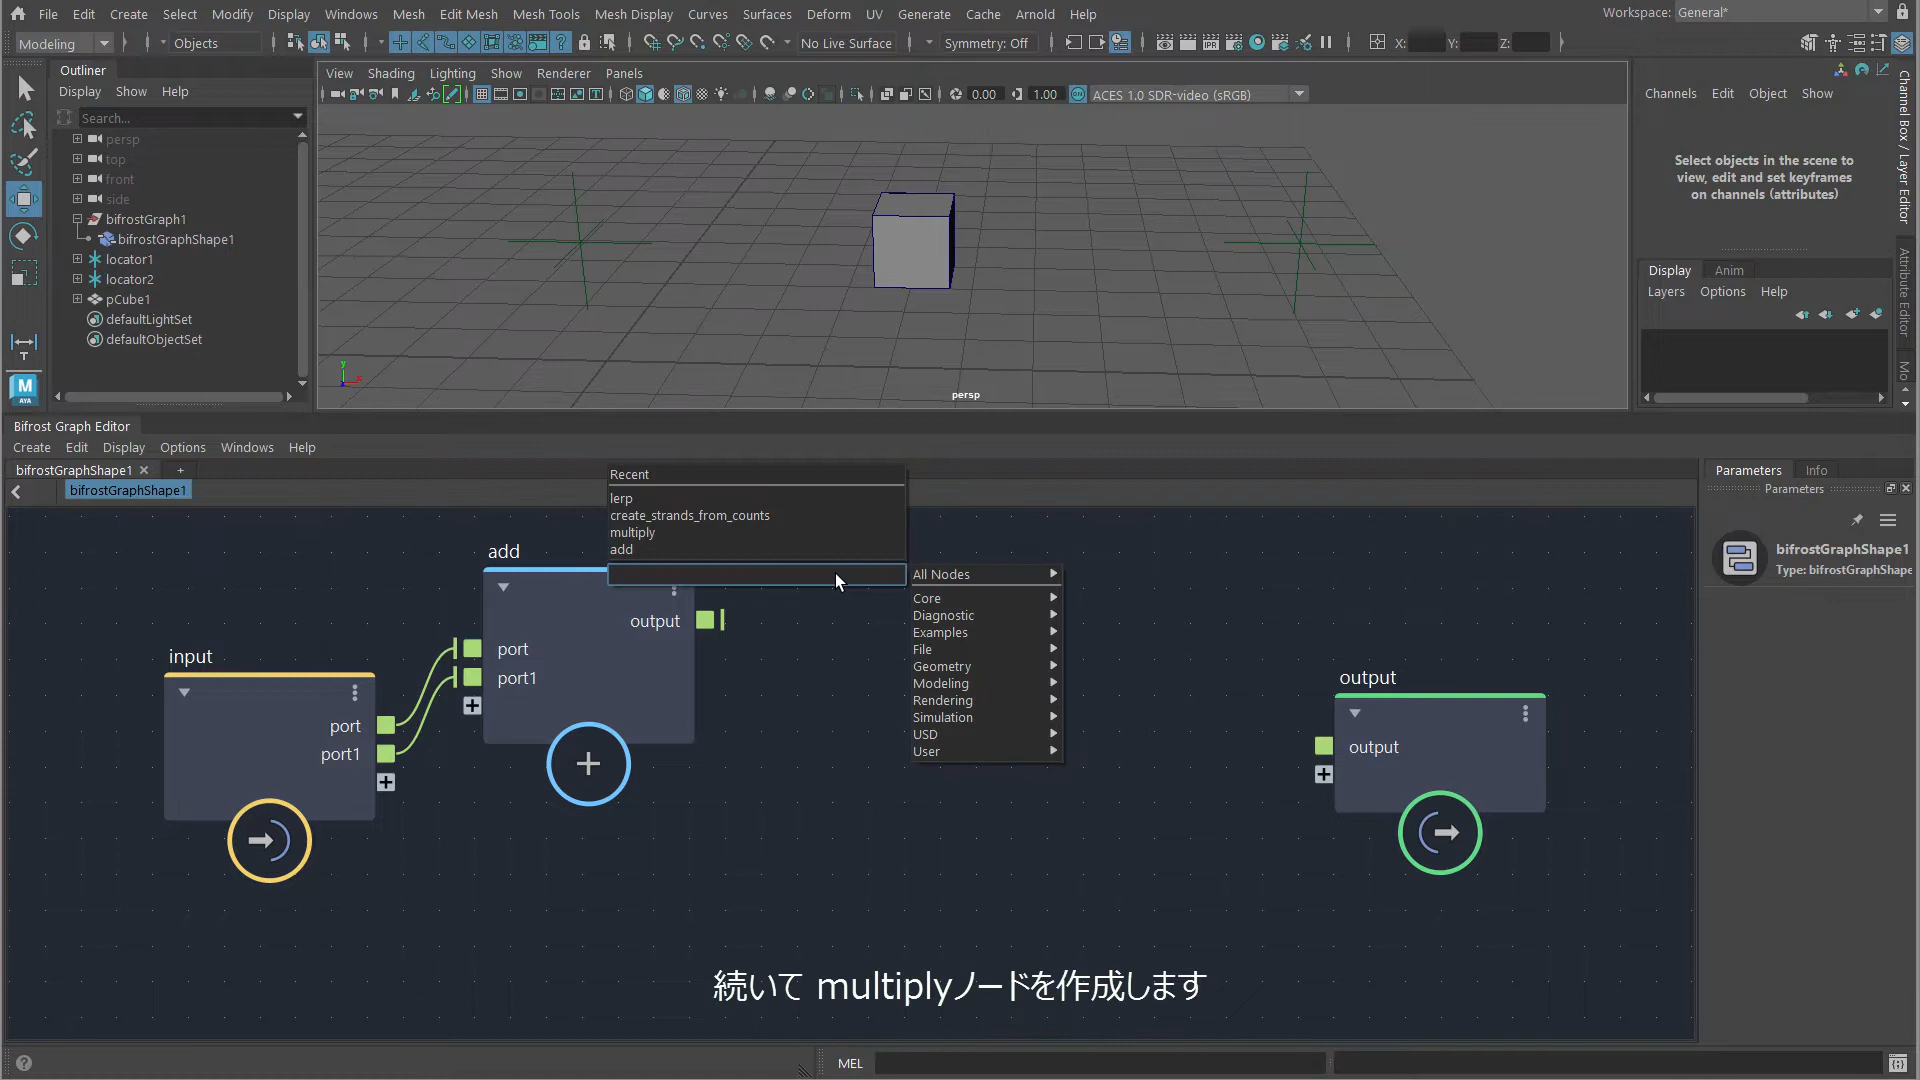 File Edit Create Select Modify Display Windows Mesh Edit Mesh Mesh Tools Mesh Display Curves Surfaces Deform UV Generate Cache Arnold Help
Workspace: General*
Modeling Objects No Live Surface Symmetry: Off X: Y: Z:
Outliner
Display Show Help
Search...
persp
top
front
side
bifrostGraph1
bifrostGraphShape1
locator1
locator2
pCube1
defaultLightSet
defaultObjectSet
View Shading Lighting Show Renderer Panels
0.00 1.00 ACES 1.0 SDR-video (sRGB)
persp
Channels Edit Object Show
Select objects in the scene to
view, edit and set keyframes
on channels (attributes)
Display Anim
Layers Options Help
Channel Box / Layer Editor
Attribute Editor
Mo
Bifrost Graph Editor
Create Edit Display Options Windows Help
bifrostGraphShape1
bifrostGraphShape1
Recent
lerp
create_strands_from_counts
multiply
add
All Nodes
Core
Diagnostic
Examples
File
Geometry
Modeling
Rendering
Simulation
USD
User
add
output
port
port1
input
port
port1
output
output
Parameters Info
Parameters
bifrostGraphShape1
Type: bifrostGraphShape
続いて multiplyノードを作成します
MEL